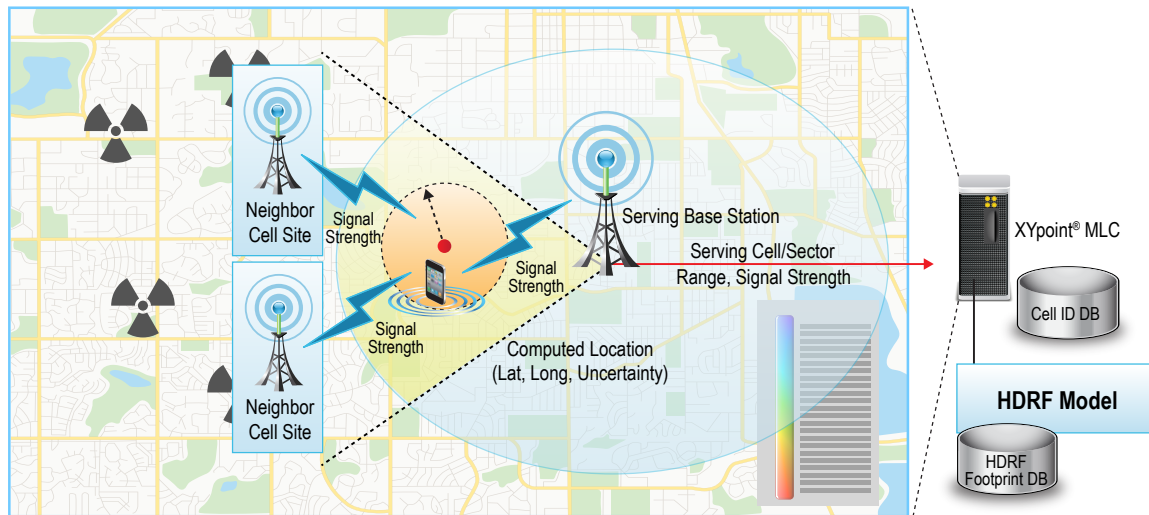 Neighbor
Cell Site
Signal
Strength
Neighbor
Cell Site
Signal
Strength
Signal
Strength
Serving Base Station
Serving Cell/Sector
Range, Signal Strength
Computed Location
(Lat, Long, Uncertainty)
XYpoint® MLC
Cell ID DB
HDRF Model
HDRF
Footprint DB